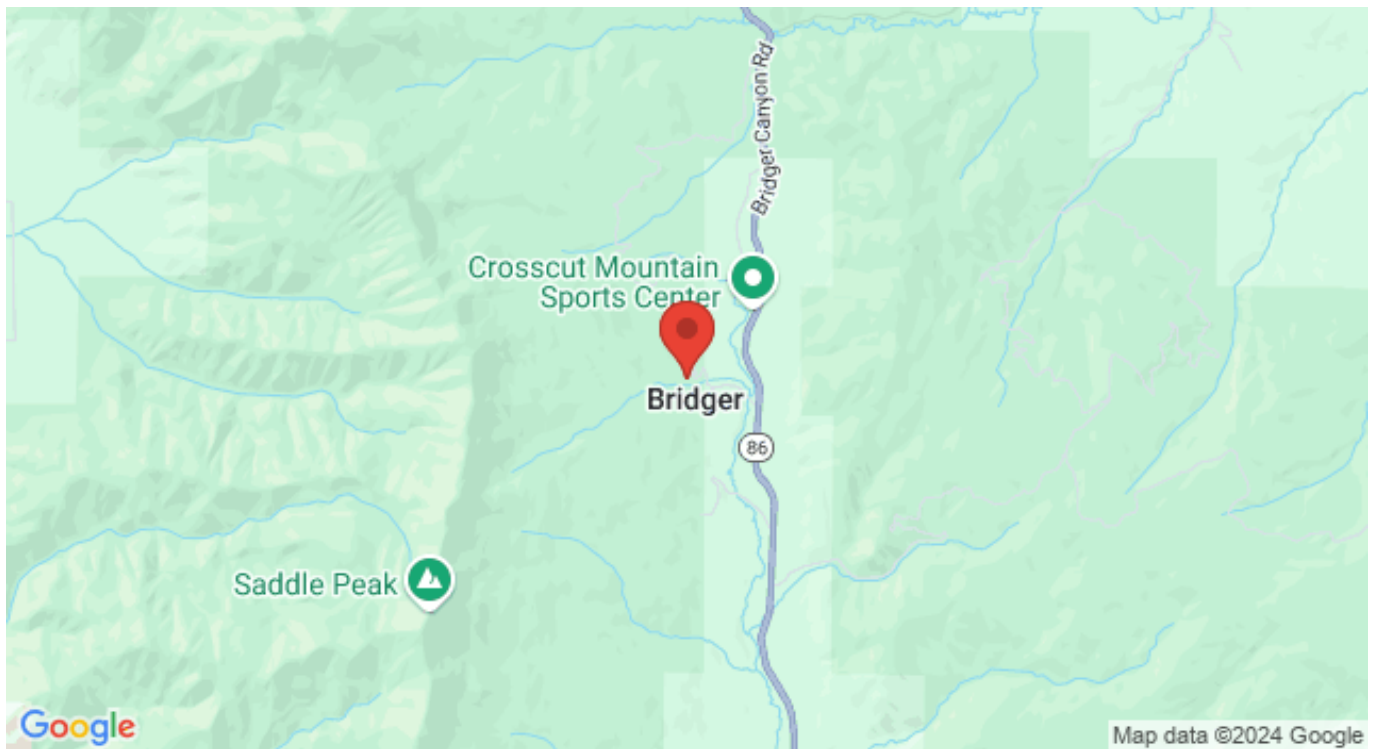 Bridger Canyon Rd
Crosscut Mountain
Sports Center
Bridger
86
Saddle Peak
Google
Map data ©2024 Google